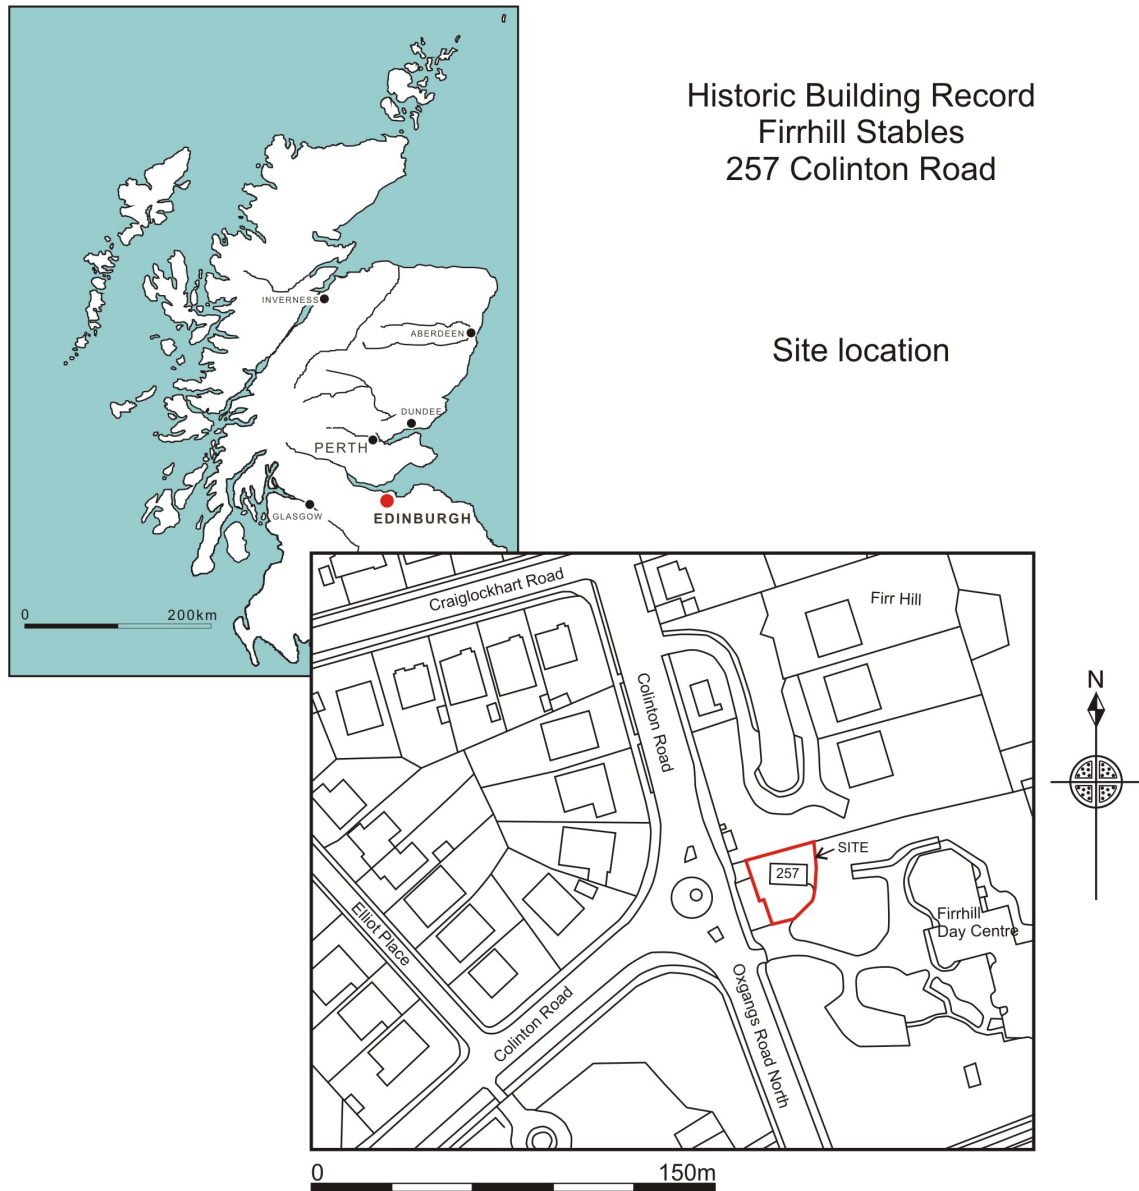 Historic Building Record
Firrhill Stables
257 Colinton Road
Site location
INVERNESS
ABERDEEN
DUNDEE
PERTH
GLASGOW
EDINBURGH
0 200km
Craiglockhart Road
Firr Hill
Colinton Road
N
SITE
257
Elliot Place
Firrhill
Day Centre
Colinton Road
Oxgangs Road North
0 150m